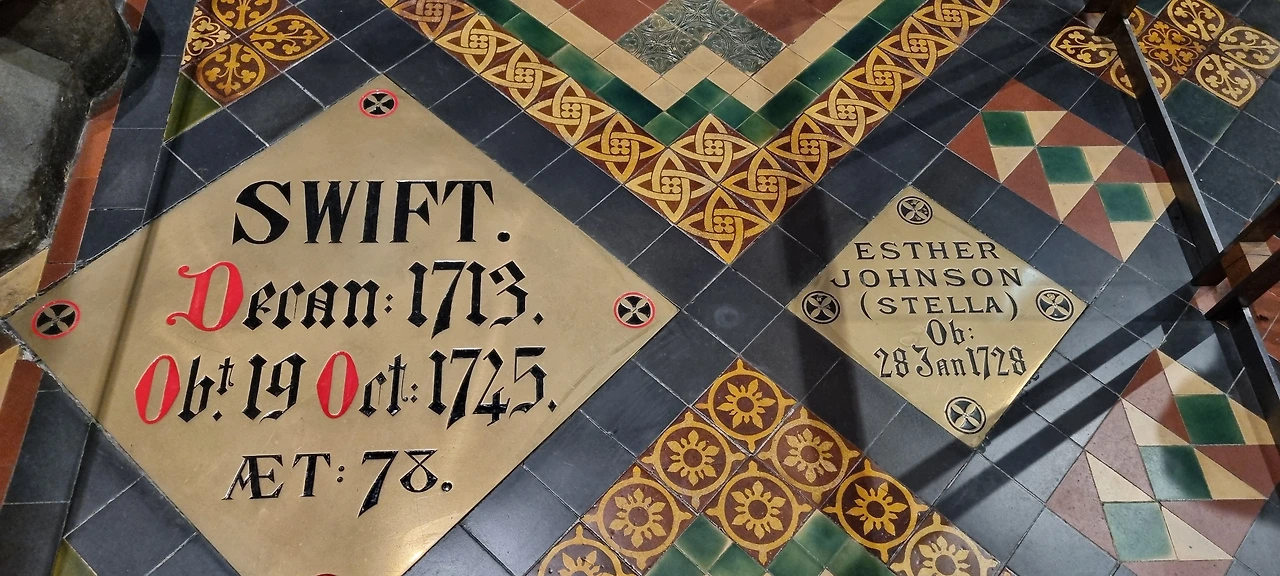 SWIFT.
Decan: 1713.
Obt. 19 Oct: 1745.
ÆT: 78.
ESTHER
JOHNSON
(STELLA)
Ob:
28 Jan 1728